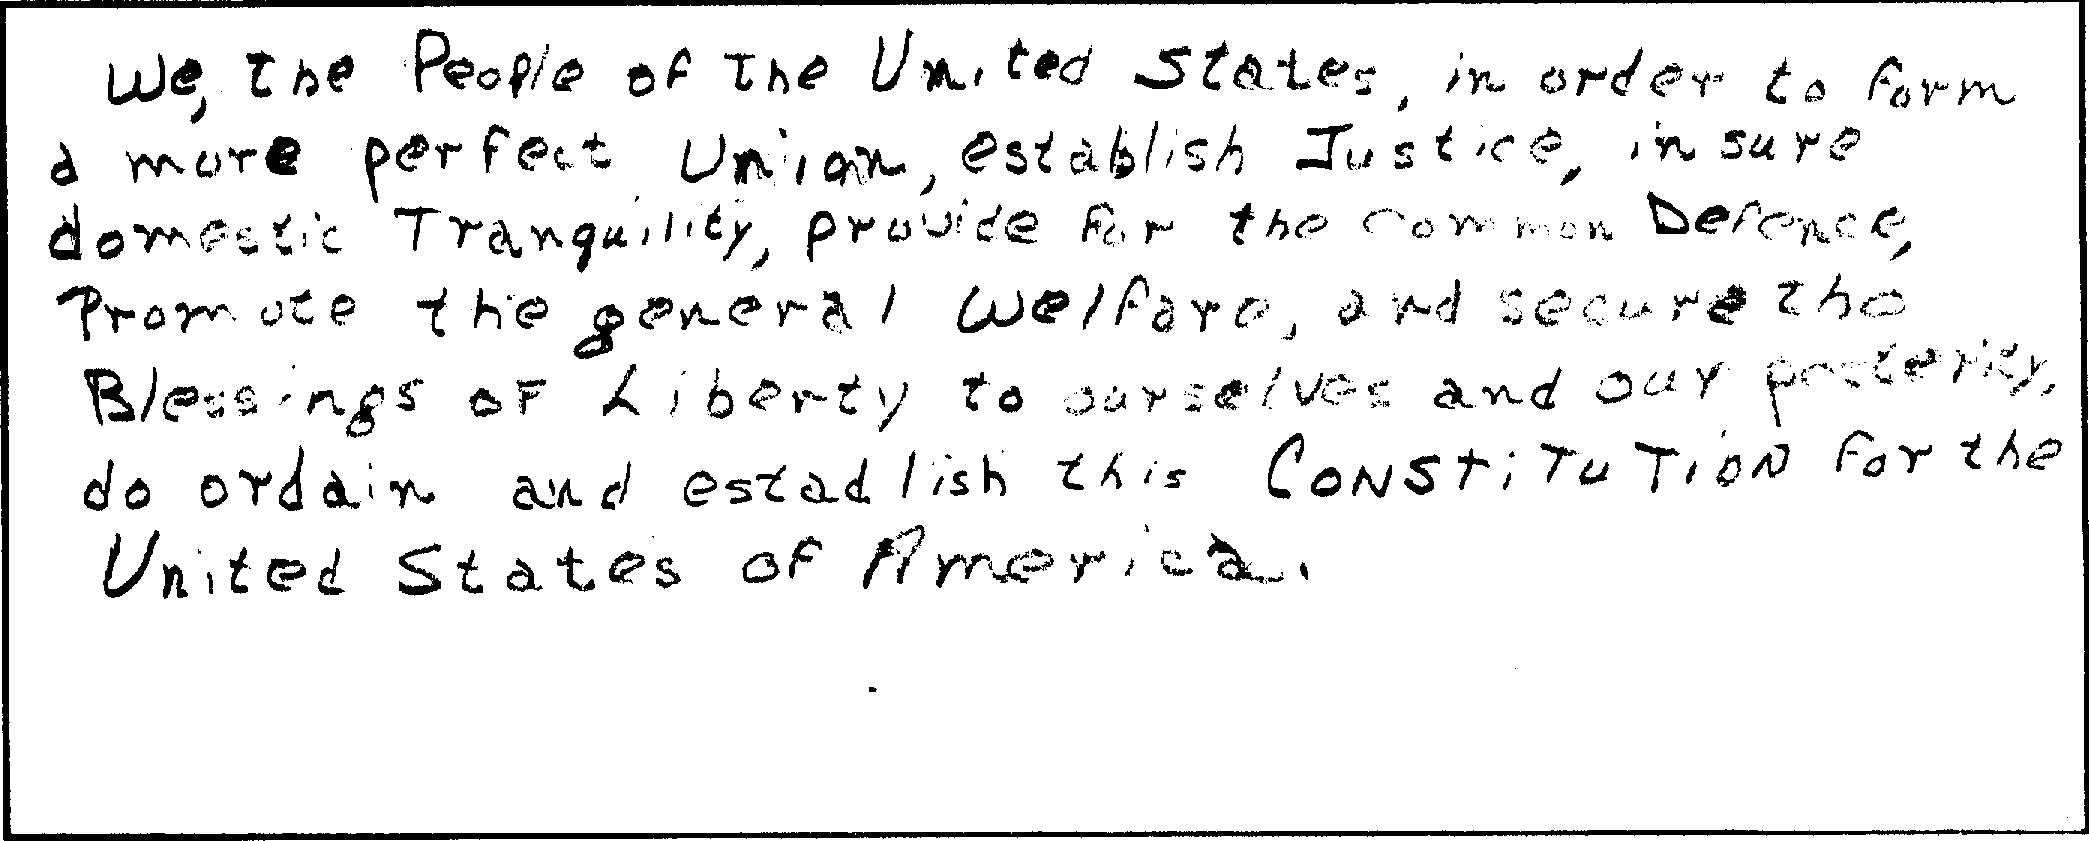 We, the People of the United States, in order to form
a more perfect Union, establish Justice, insure
domestic Tranquility, provide for the common Defence,
Promote the general Welfare, and secure the
Blessings of Liberty to ourselves and our posterity,
do ordain and establish this CONSTiTUTiON for the
United States of America.